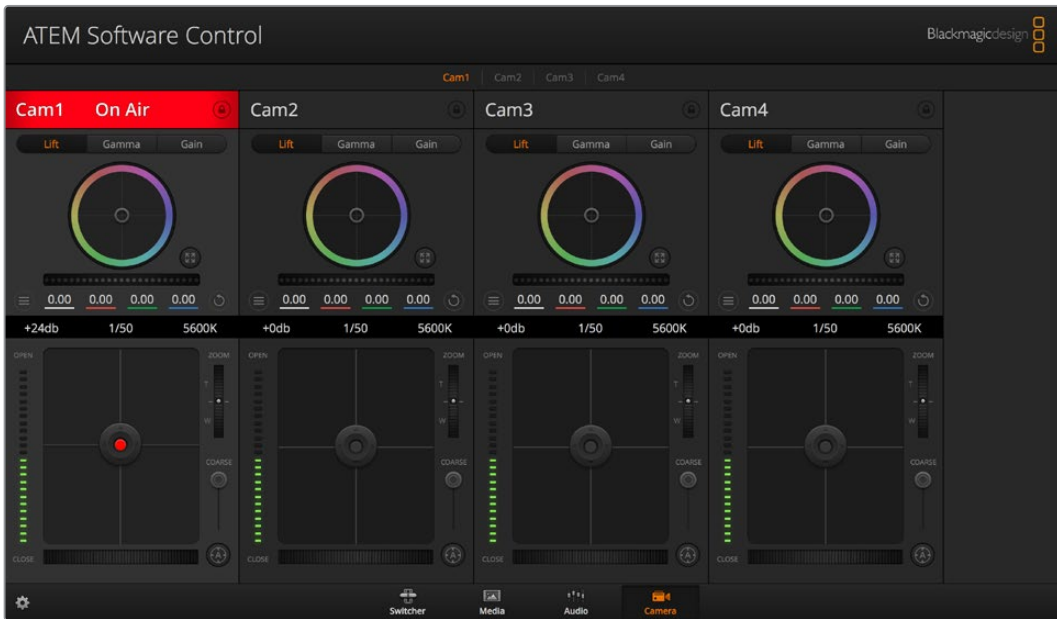 ATEM Software Control
Blackmagicdesign
Cam1 Cam2 Cam3 Cam4
Cam1 On Air Cam2 Cam3 Cam4
Lift Gamma Gain Lift Gamma Gain Lift Gamma Gain Lift Gamma Gain
0.00 0.00 0.00 0.00 0.00 0.00 0.00 0.00 0.00 0.00 0.00 0.00 0.00 0.00 0.00 0.00
+24db 1/50 5600K +0db 1/50 5600K +0db 1/50 5600K +0db 1/50 5600K
OPEN ZOOM OPEN ZOOM OPEN ZOOM OPEN ZOOM
T T T T
W W W W
COARSE COARSE COARSE COARSE
A A A A
CLOSE CLOSE CLOSE CLOSE
Switcher Media Audio Camera